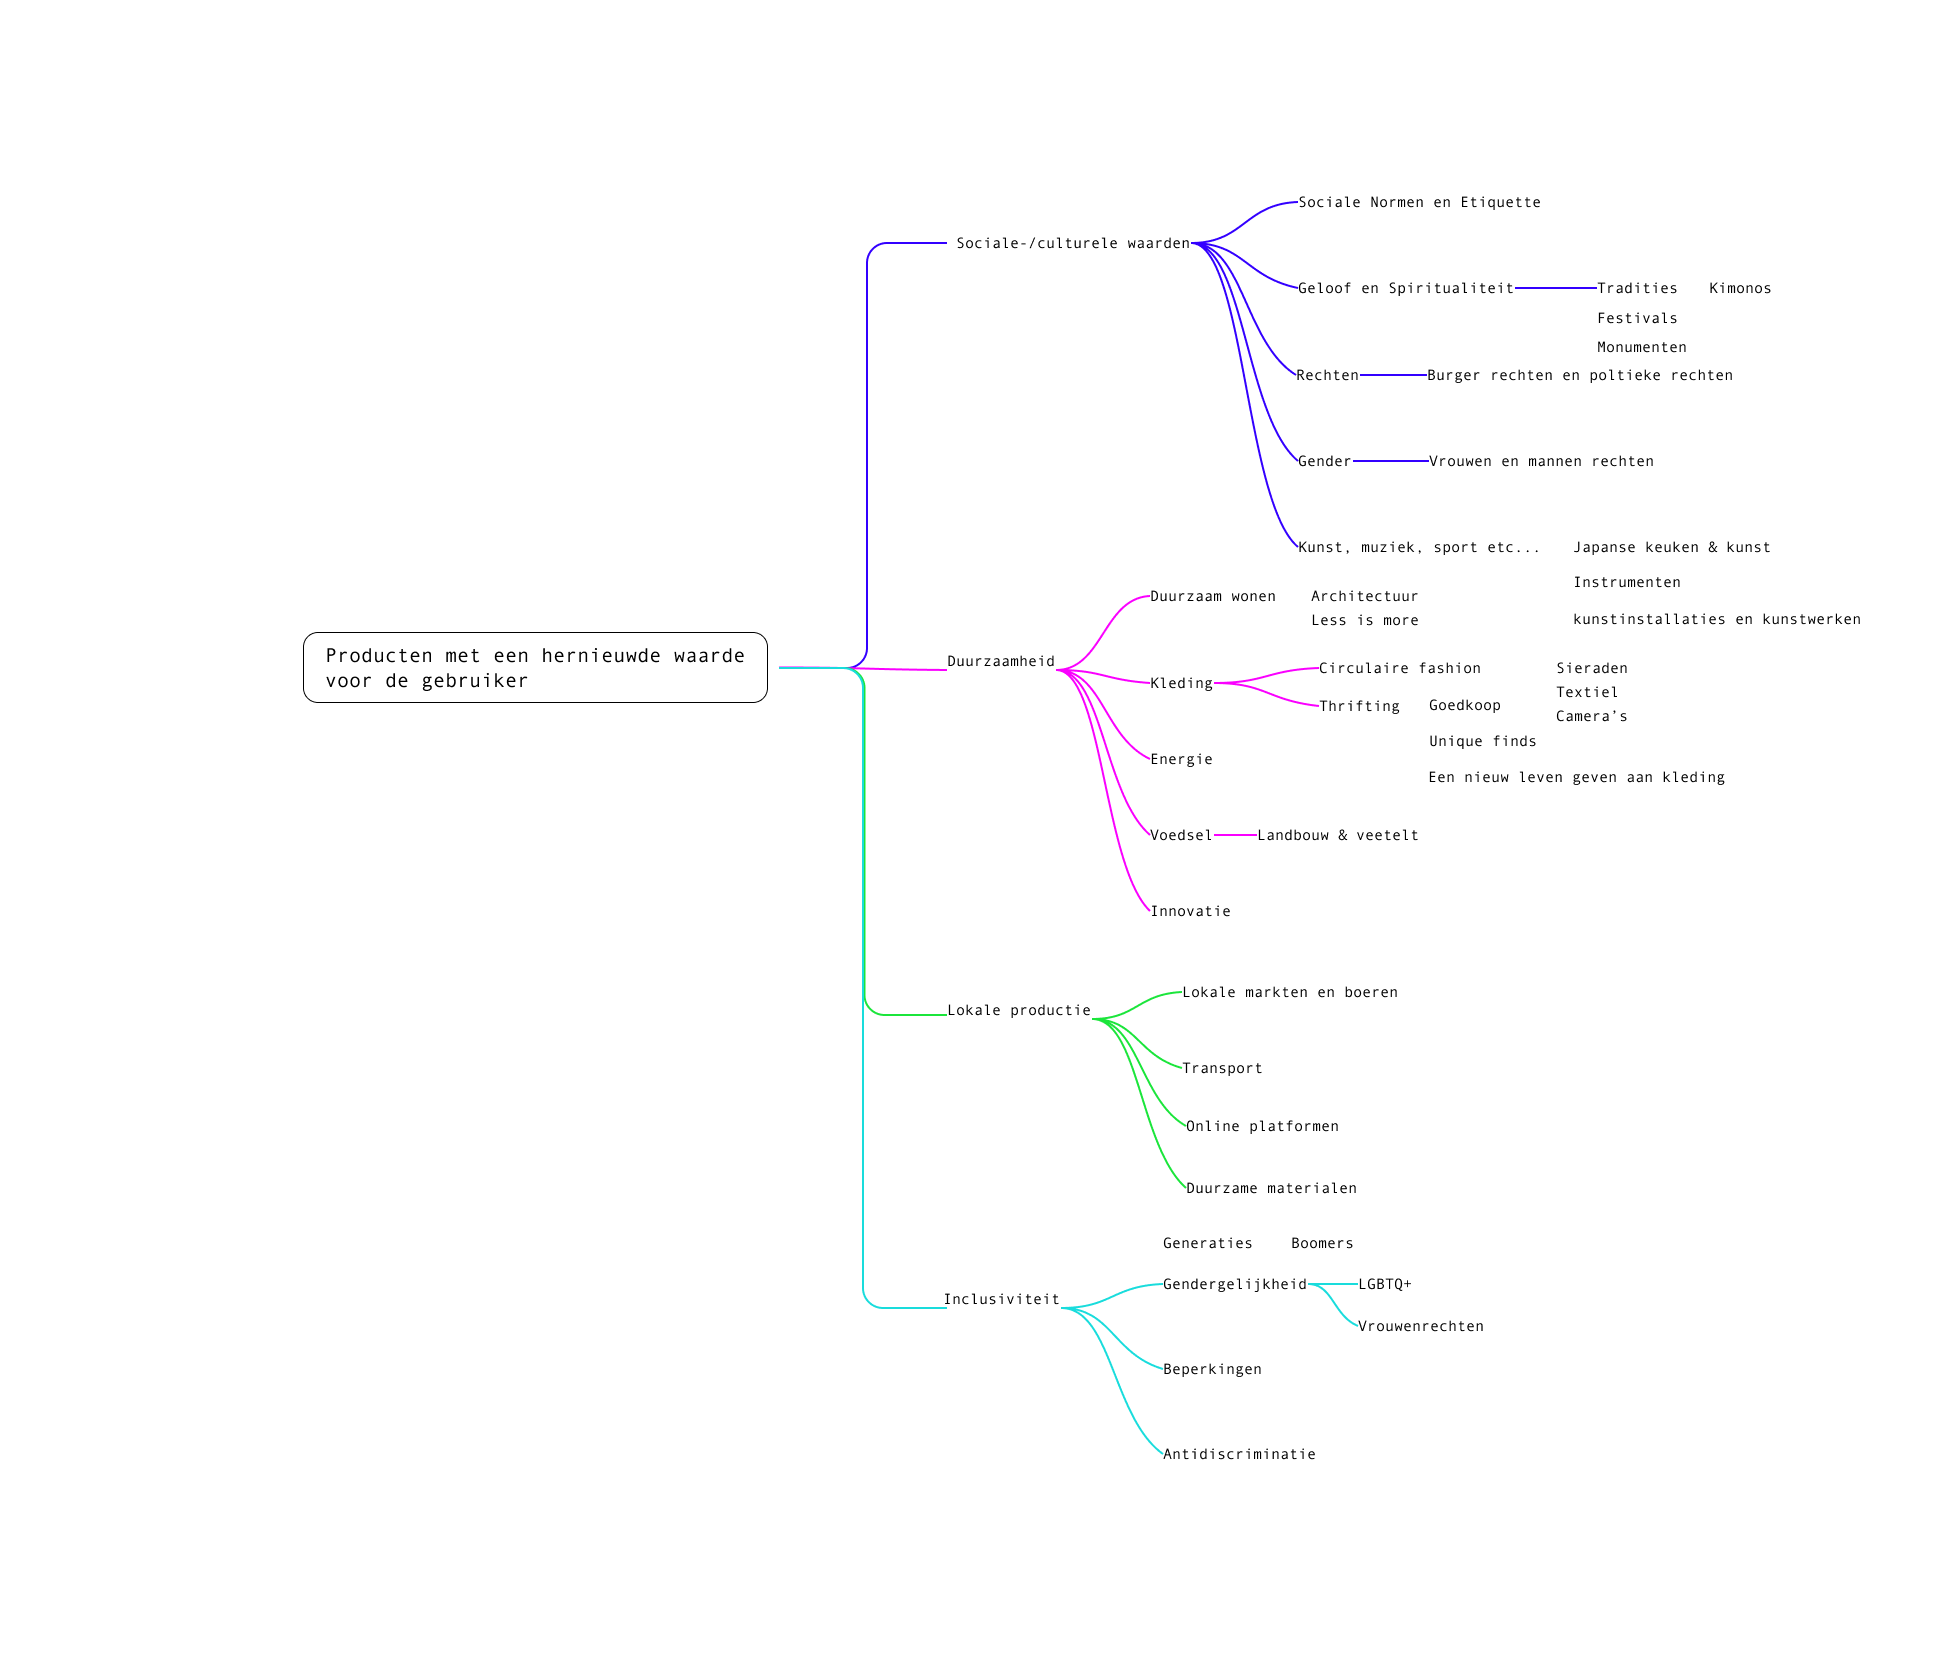 Producten met een hernieuwde waarde
voor de gebruiker
Sociale-/culturele waarden
Sociale Normen en Etiquette
Geloof en Spiritualiteit
Tradities
Kimonos
Festivals
Monumenten
Rechten
Burger rechten en poltieke rechten
Gender
Vrouwen en mannen rechten
Kunst, muziek, sport etc...
Japanse keuken & kunst
Instrumenten
kunstinstallaties en kunstwerken
Duurzaamheid
Duurzaam wonen
Architectuur
Less is more
Kleding
Circulaire fashion
Sieraden
Textiel
Camera’s
Thrifting
Goedkoop
Unique finds
Een nieuw leven geven aan kleding
Energie
Voedsel
Landbouw & veetelt
Innovatie
Lokale productie
Lokale markten en boeren
Transport
Online platformen
Duurzame materialen
Inclusiviteit
Generaties
Boomers
Gendergelijkheid
LGBTQ+
Vrouwenrechten
Beperkingen
Antidiscriminatie